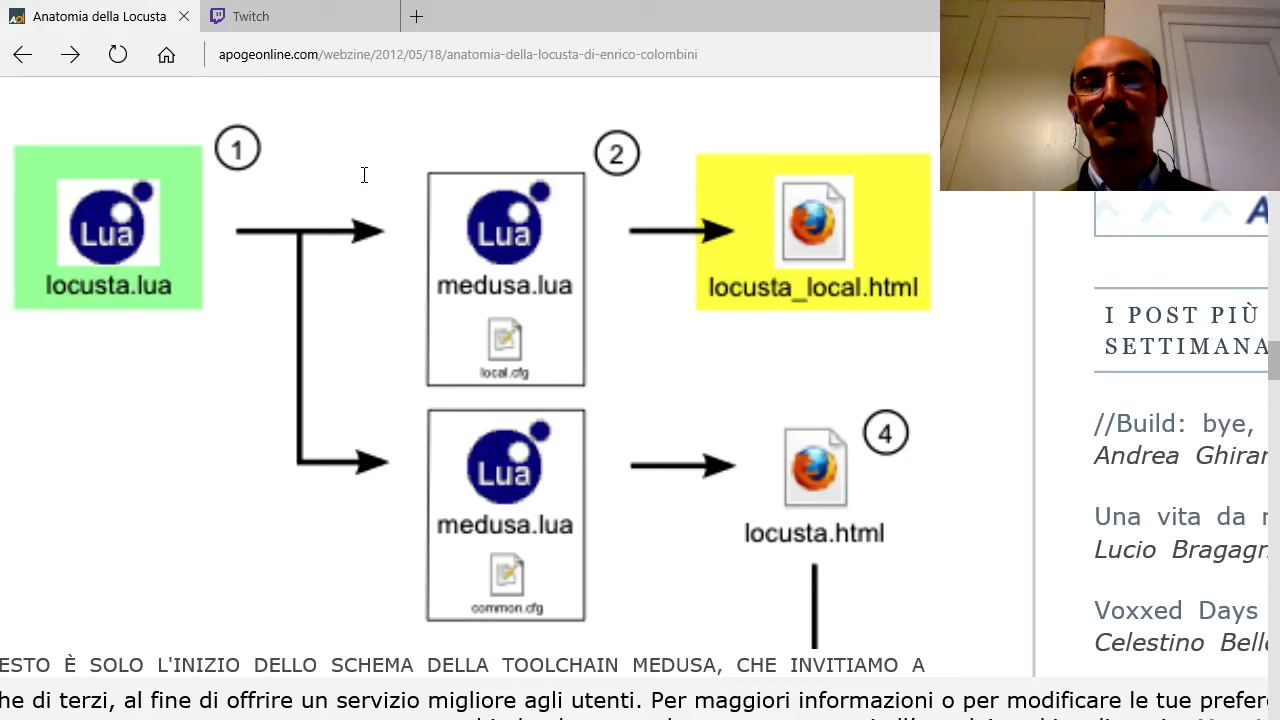 Anatomia della Locusta
Twitch
apogeonline.com/webzine/2012/05/18/anatomia-della-locusta-di-enrico-colombini
1
2
Lua
locusta.lua
Lua
medusa.lua
local.cfg
locusta_local.html
A
I POST PIÙ
SETTIMANA
4
Lua
medusa.lua
common.cfg
locusta.html
//Build: bye,
Andrea Ghirar
Una vita da
Lucio Bragagn
Voxxed Days
Celestino Bell
ESTO È SOLO L'INIZIO DELLO SCHEMA DELLA TOOLCHAIN MEDUSA, CHE INVITIAMO A
he di terzi, al fine di offrire un servizio migliore agli utenti. Per maggiori informazioni o per modificare le tue prefer